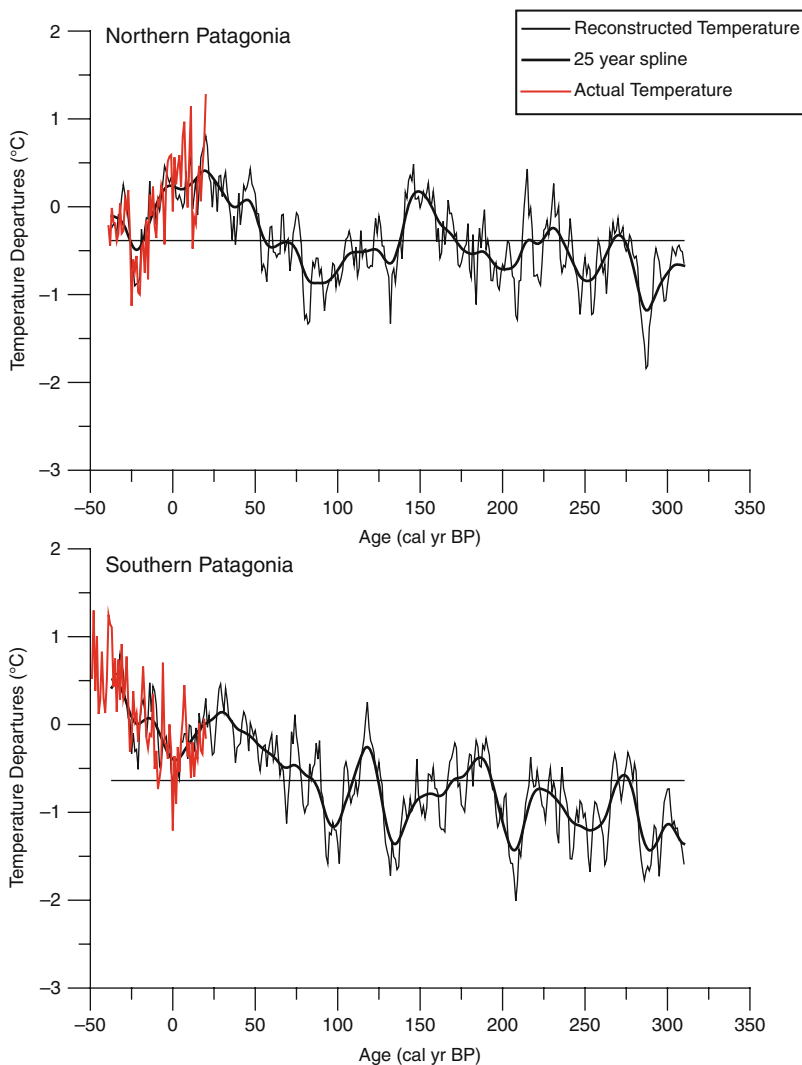 Northern Patagonia
Reconstructed Temperature
25 year spline
Actual Temperature
Temperature Departures (°C)
2
1
0
−1
−2
−3
−50 0 50 100 150 200 250 300 350
Age (cal yr BP)
Southern Patagonia
Temperature Departures (°C)
2
1
0
−1
−2
−3
−50 0 50 100 150 200 250 300 350
Age (cal yr BP)